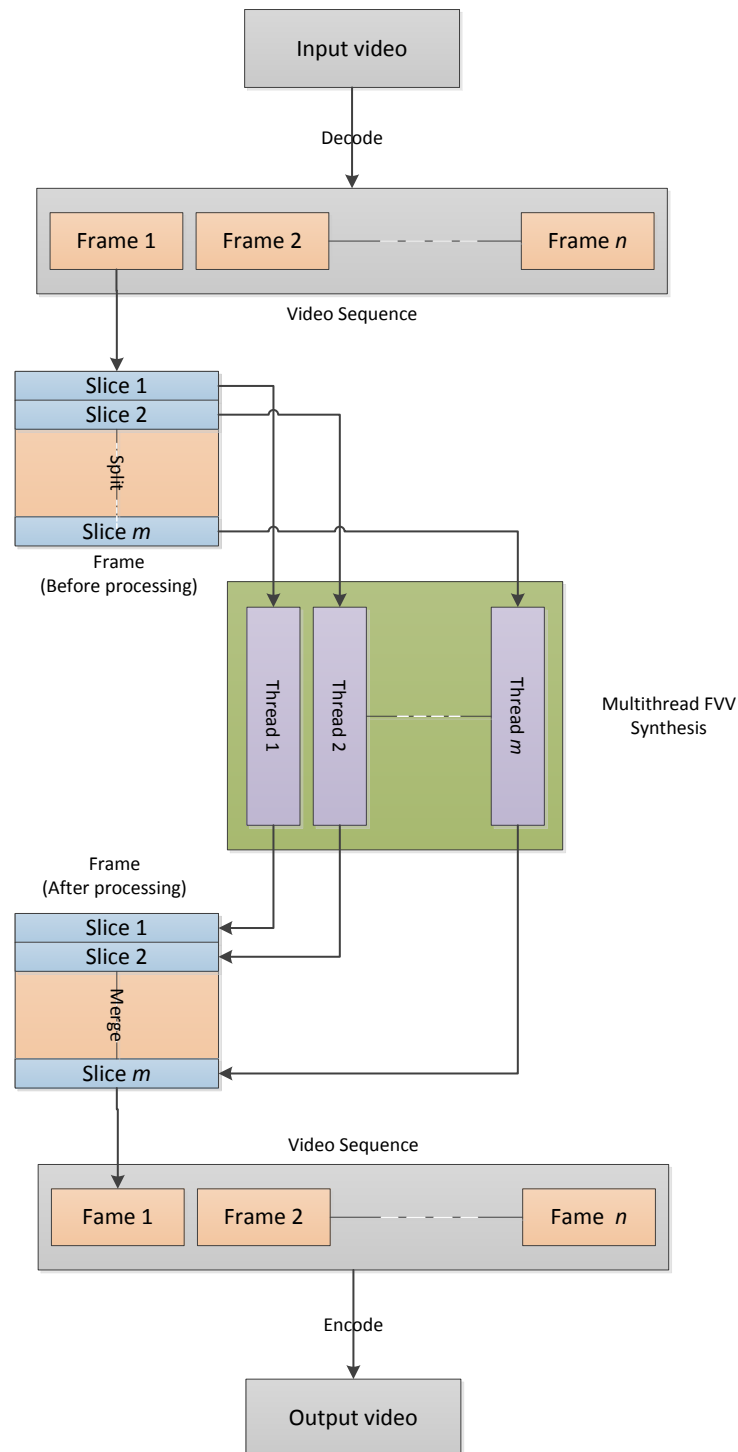 Input video
Decode
Frame 1
Frame 2
Frame n
Video Sequence
Slice 1
Slice 2
Split
Slice m
Frame
(Before processing)
Thread 1
Thread 2
Thread m
Multithread FVV
Synthesis
Frame
(After processing)
Slice 1
Slice 2
Merge
Slice m
Video Sequence
Fame 1
Frame 2
Fame n
Encode
Output video